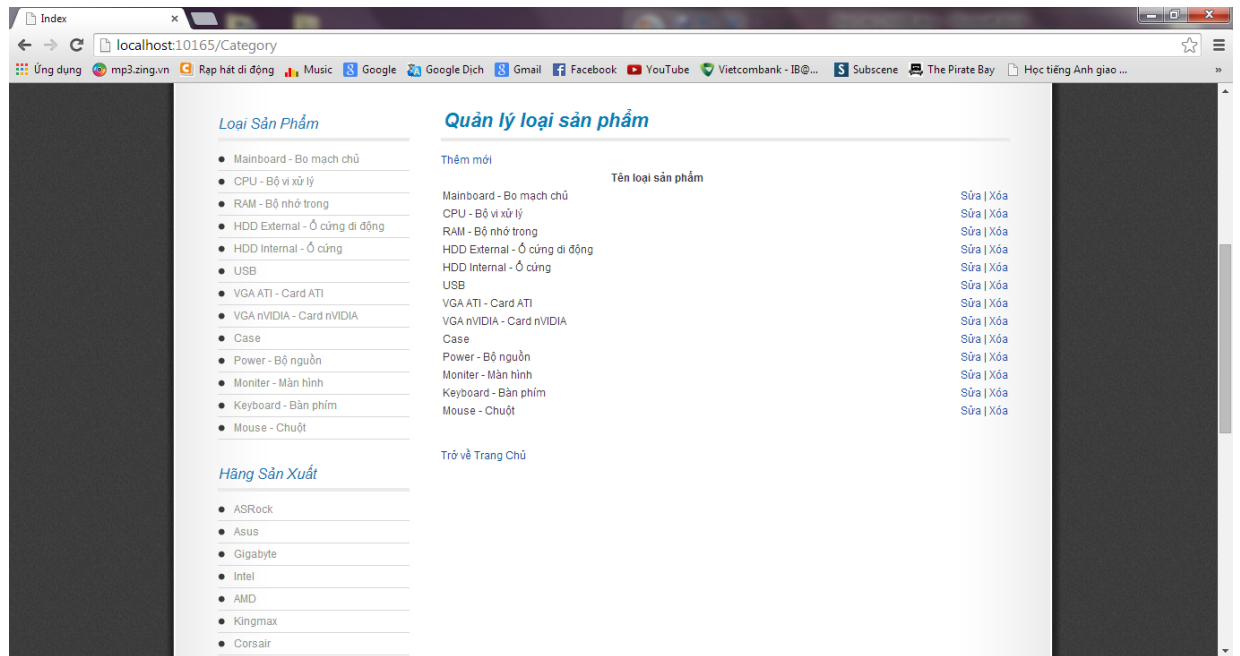 Index
localhost:10165/Category
Ứng dụng mp3.zing.vn Rạp hát di động Music Google Google Dịch Gmail Facebook YouTube Vietcombank - IB@... Subscene The Pirate Bay Học tiếng Anh giao ... »
Loại Sản Phẩm
Mainboard - Bo mạch chủ
CPU - Bộ vi xử lý
RAM - Bộ nhớ trong
HDD External - Ổ cứng di động
HDD Internal - Ổ cứng
USB
VGA ATI - Card ATI
VGA nVIDIA - Card nVIDIA
Case
Power - Bộ nguồn
Moniter - Màn hình
Keyboard - Bàn phím
Mouse - Chuột
Hãng Sản Xuất
ASRock
Asus
Gigabyte
Intel
AMD
Kingmax
Corsair
Quản lý loại sản phẩm
Thêm mới
Tên loại sản phẩm
Mainboard - Bo mạch chủ Sửa | Xóa
CPU - Bộ vi xử lý Sửa | Xóa
RAM - Bộ nhớ trong Sửa | Xóa
HDD External - Ổ cứng di động Sửa | Xóa
HDD Internal - Ổ cứng Sửa | Xóa
USB Sửa | Xóa
VGA ATI - Card ATI Sửa | Xóa
VGA nVIDIA - Card nVIDIA Sửa | Xóa
Case Sửa | Xóa
Power - Bộ nguồn Sửa | Xóa
Moniter - Màn hình Sửa | Xóa
Keyboard - Bàn phím Sửa | Xóa
Mouse - Chuột Sửa | Xóa
Trở về Trang Chủ